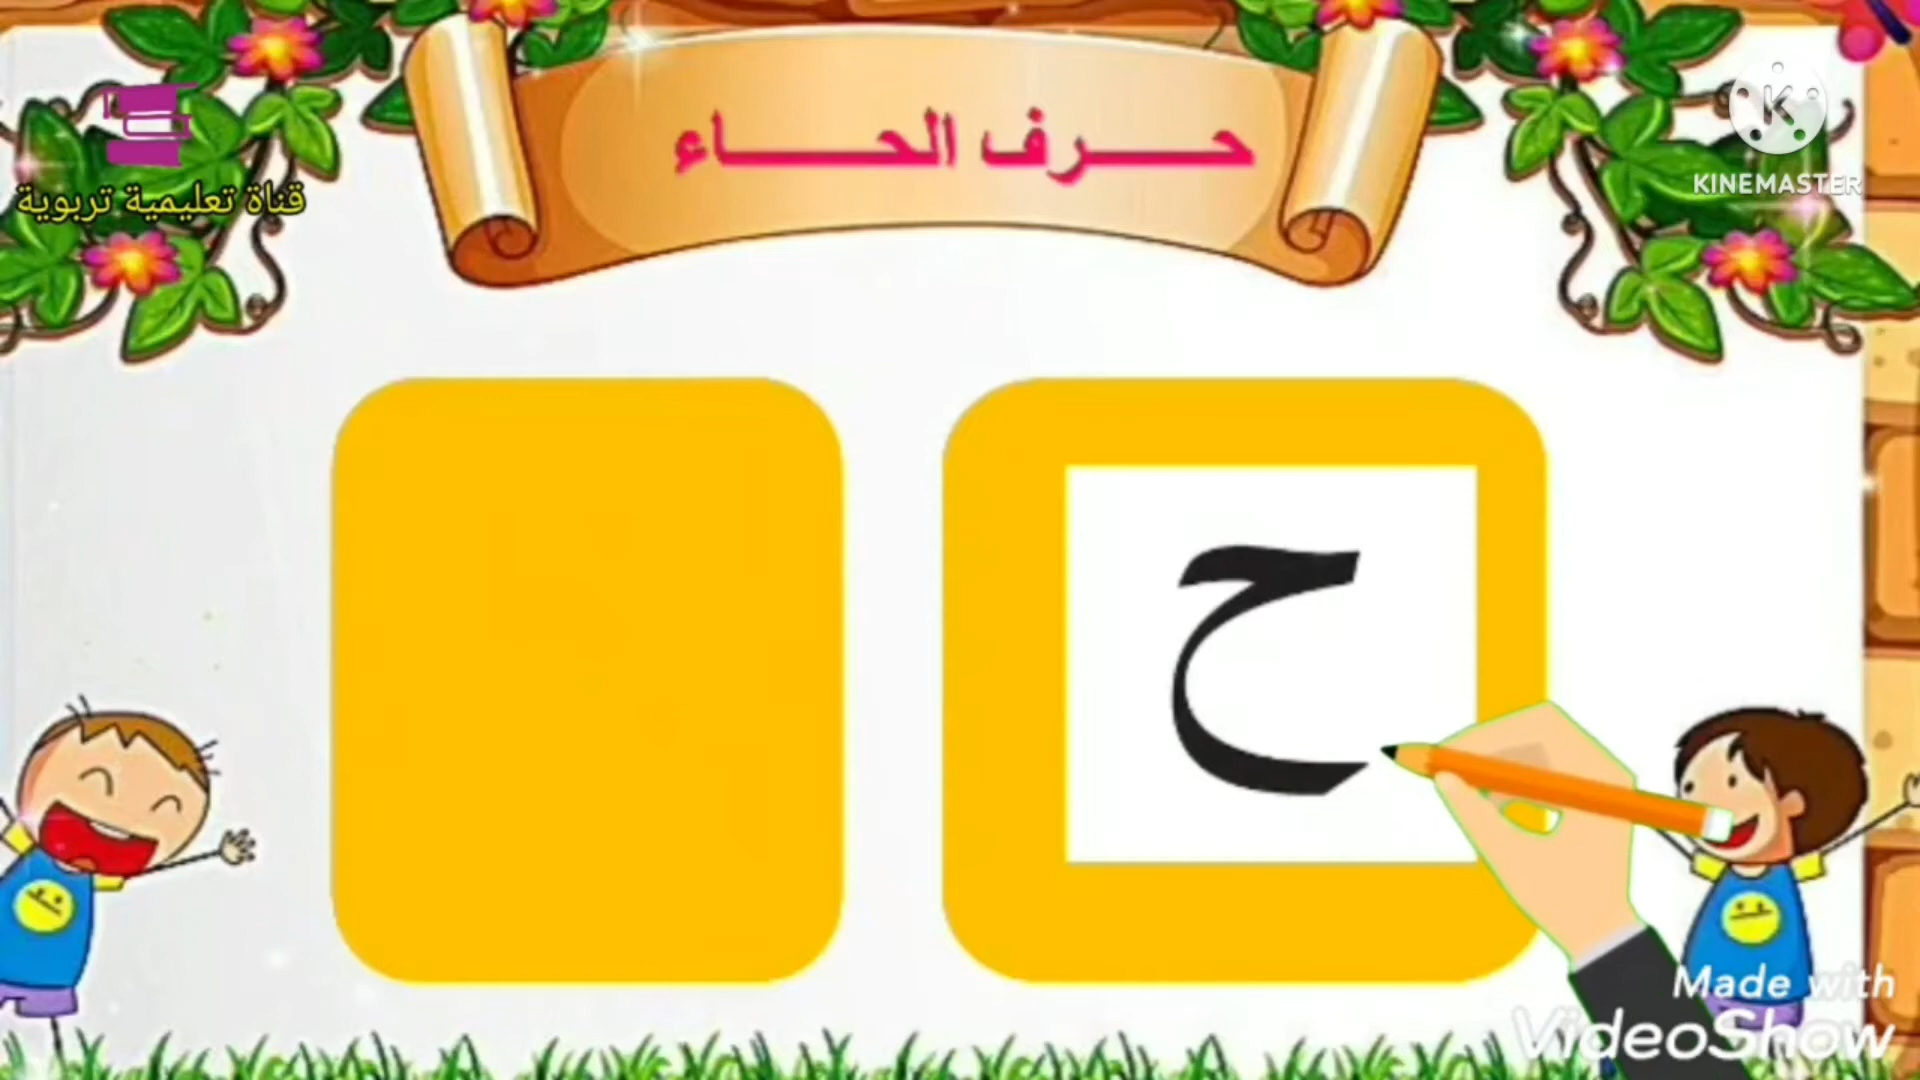 حـــرف الحـــاء
قناة تعليمية تربوية
K
KINEMASTER
ح
Made with
VideoShow